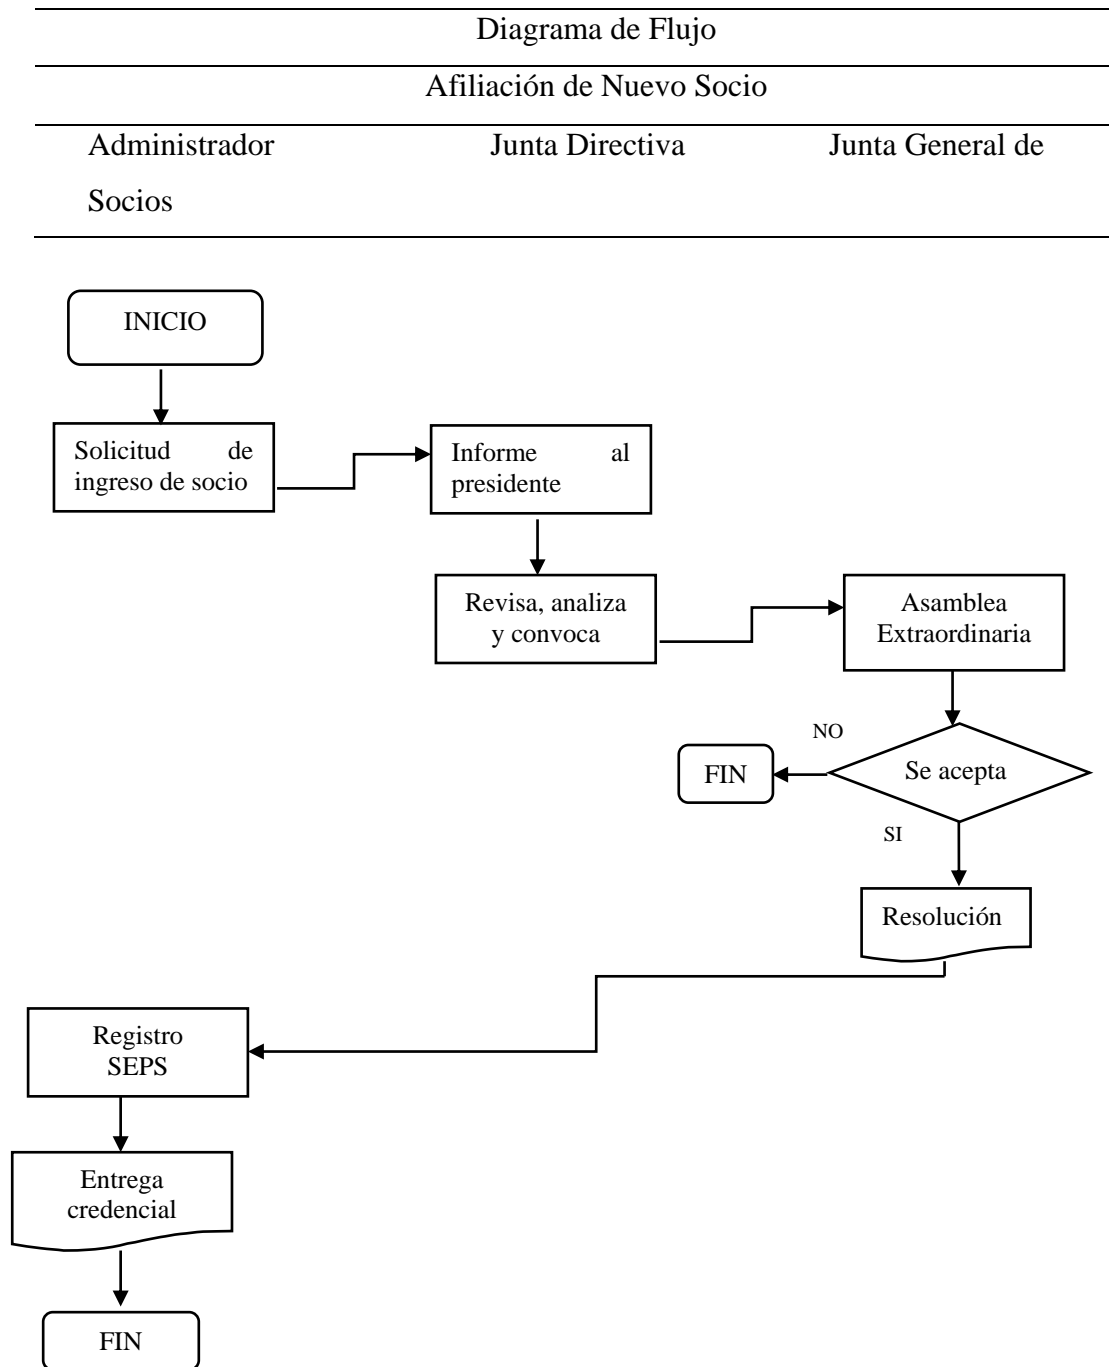 Diagrama de Flujo
Afiliación de Nuevo Socio
Administrador Junta Directiva Junta General de
Socios
INICIO
Solicitud de
ingreso de socio
Informe al
presidente
Revisa, analiza
y convoca
Asamblea
Extraordinaria
NO
FIN
Se acepta
SI
Resolución
Registro
SEPS
Entrega
credencial
FIN